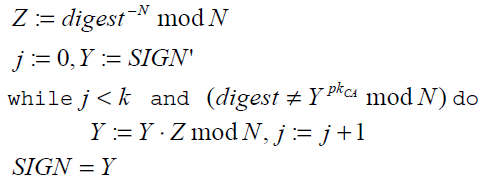 Z := digest^{-N} mod N
j := 0, Y := SIGN'
while j < k and (digest ≠ Y^{pk_{CA}} mod N) do
Y := Y · Z mod N, j := j + 1
SIGN = Y